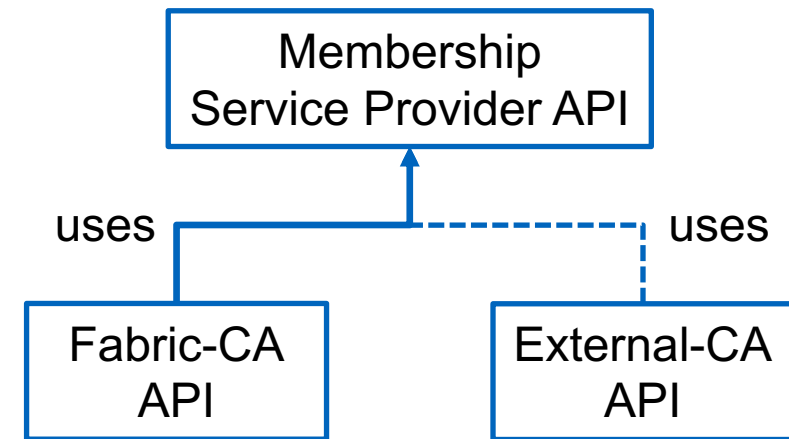 Membership
Service Provider API
uses
uses
Fabric-CA
API
External-CA
API